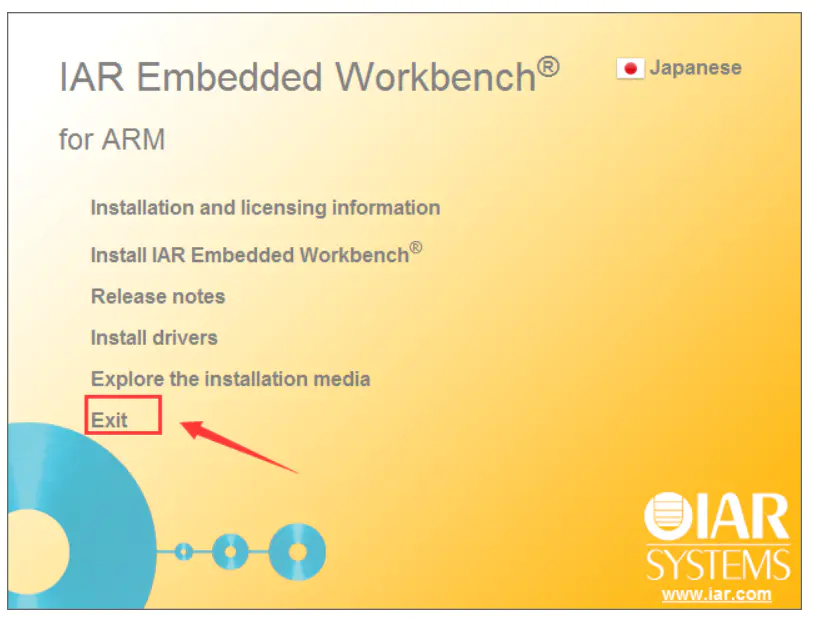 IAR Embedded Workbench®
Japanese
for ARM
Installation and licensing information
Install IAR Embedded Workbench®
Release notes
Install drivers
Explore the installation media
Exit
IAR
SYSTEMS
www.iar.com